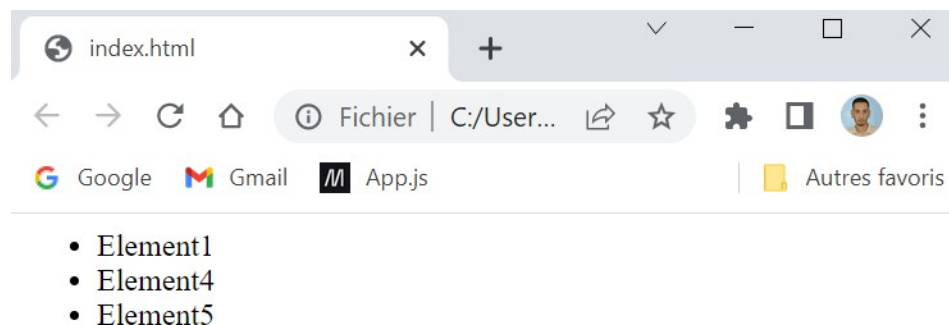 index.html
Fichier | C:/User...
Google Gmail App.js Autres favoris
• Element1
• Element4
• Element5